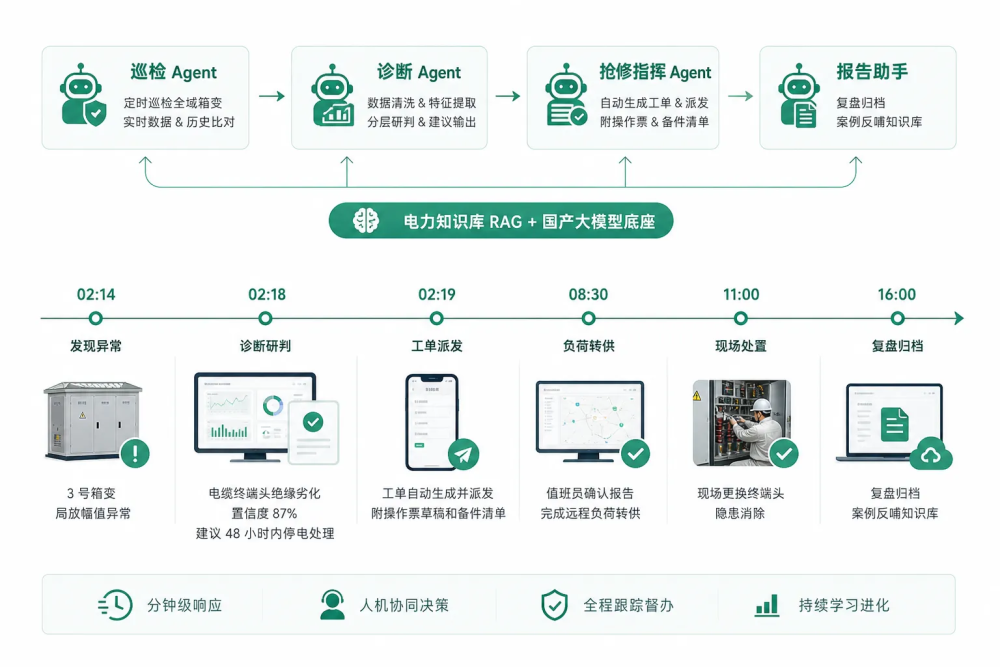 巡检 Agent
定时巡检全域箱变
实时数据 & 历史比对
诊断 Agent
数据清洗 & 特征提取
分层研判 & 建议输出
抢修指挥 Agent
自动生成工单 & 派发
附操作票 & 备件清单
报告助手
复盘归档
案例反哺知识库
电力知识库 RAG + 国产大模型底座
02:14
发现异常
3 号箱变
局放幅值异常
02:18
诊断研判
电缆终端头绝缘劣化
置信度 87%
建议 48 小时内停电处理
02:19
工单派发
工单自动生成并派发
附操作票草稿和备件清单
08:30
负荷转供
值班员确认报告
完成远程负荷转供
11:00
现场处置
现场更换终端头
隐患消除
16:00
复盘归档
复盘归档
案例反哺知识库
分钟级响应
人机协同决策
全程跟踪督办
持续学习进化